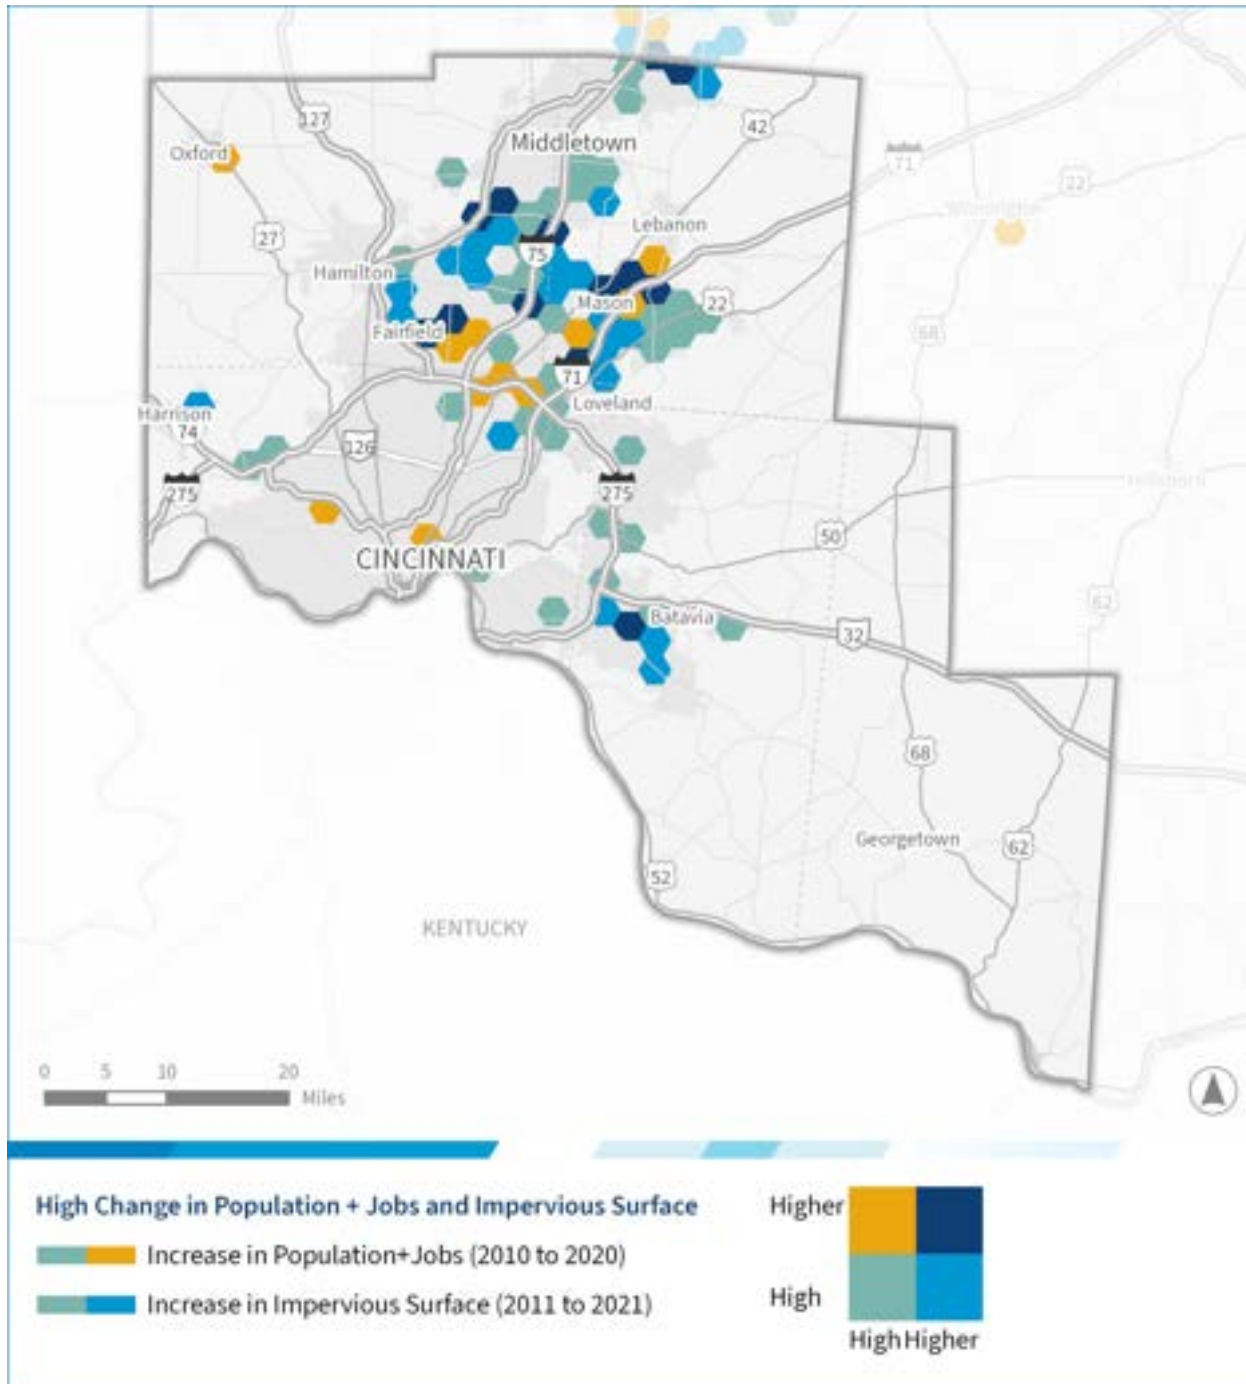 127
Oxford
Middletown
42
71
22
Wilmington
27
Lebanon
75
Hamilton
Mason
22
Fairfield
68
71
Loveland
Harrison
74
126
275
275
Hillsboro
50
CINCINNATI
62
Batavia
32
68
Georgetown
62
52
KENTUCKY
0 5 10 20
Miles
High Change in Population + Jobs and Impervious Surface
Increase in Population+Jobs (2010 to 2020)
Increase in Impervious Surface (2011 to 2021)
Higher
High
High Higher